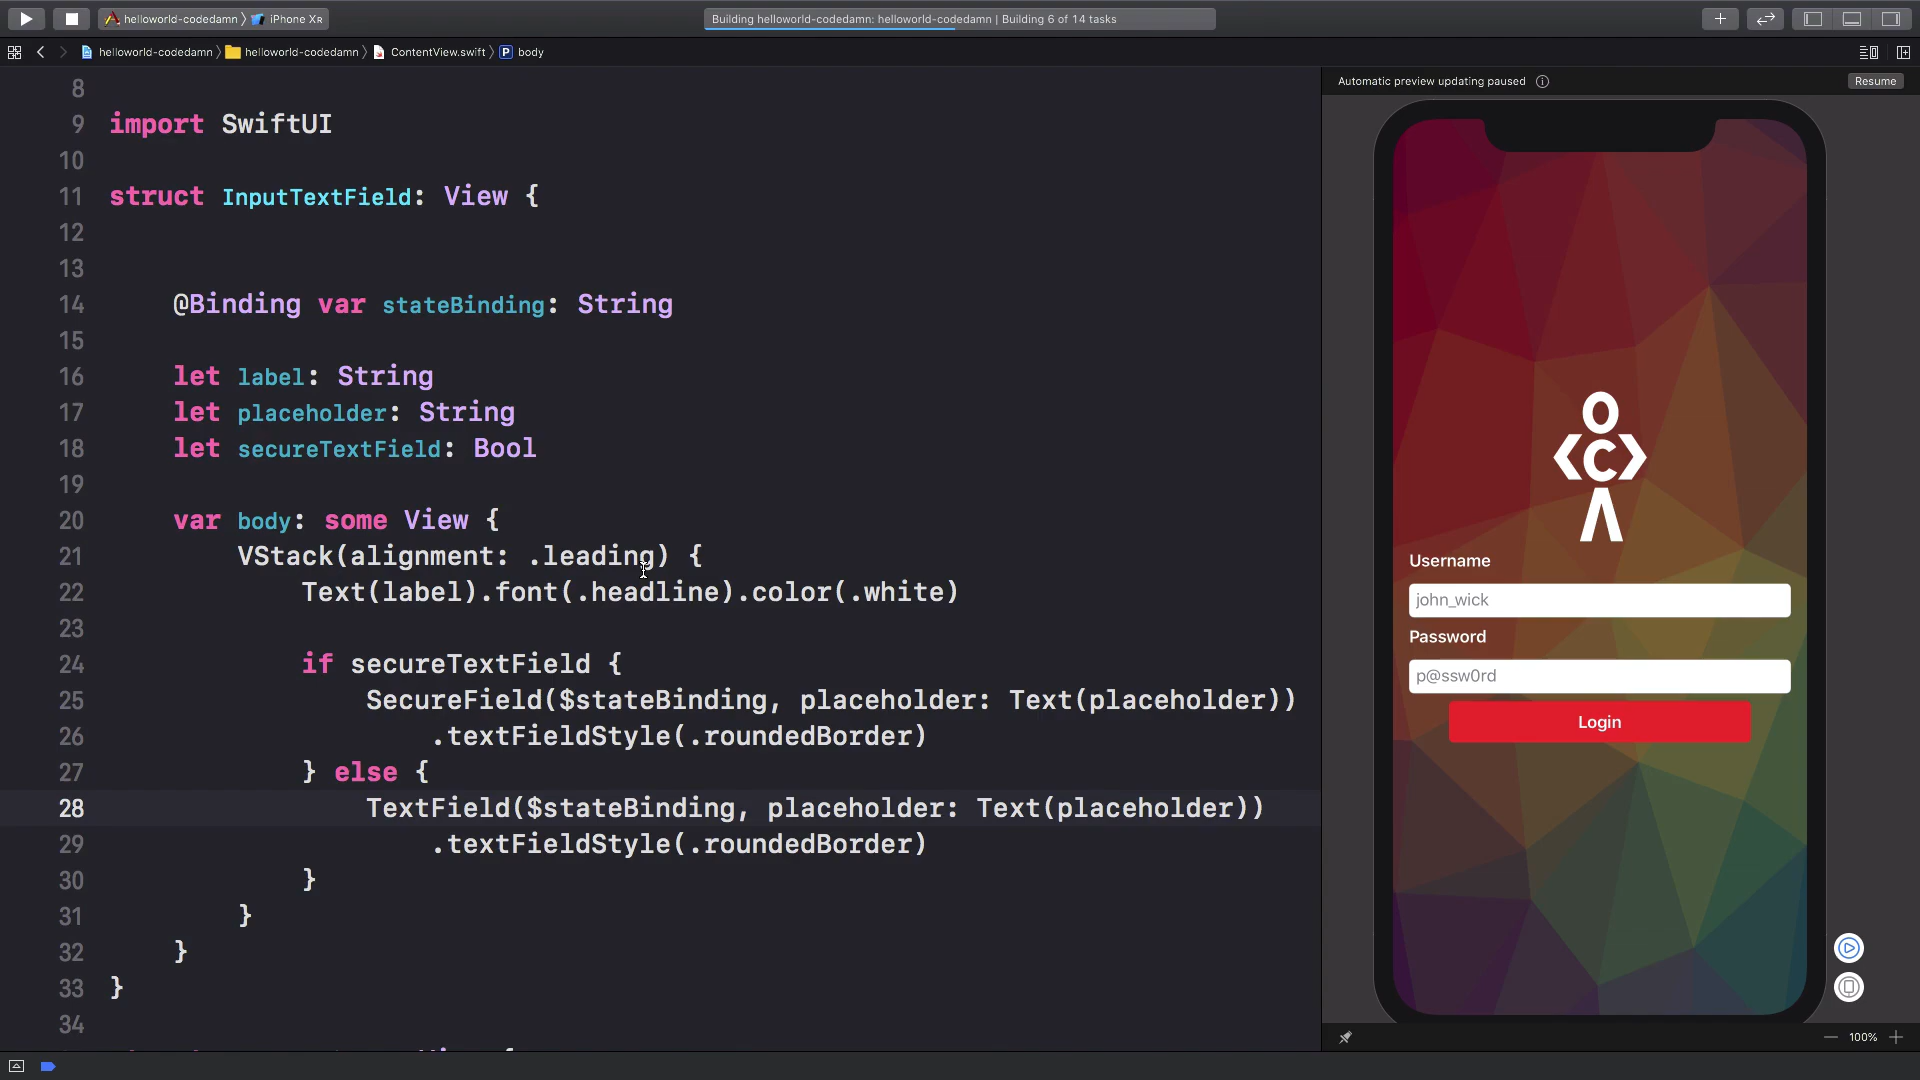 helloworld-codedamn iPhone XR
Building helloworld-codedamn: helloworld-codedamn | Building 6 of 14 tasks
helloworld-codedamn helloworld-codedamn ContentView.swift P body
8
9 import SwiftUI
10
11 struct InputTextField: View {
12
13
14 @Binding var stateBinding: String
15
16 let label: String
17 let placeholder: String
18 let secureTextField: Bool
19
20 var body: some View {
21 VStack(alignment: .leading) {
22 Text(label).font(.headline).color(.white)
23
24 if secureTextField {
25 SecureField($stateBinding, placeholder: Text(placeholder))
26 .textFieldStyle(.roundedBorder)
27 } else {
28 TextField($stateBinding, placeholder: Text(placeholder))
29 .textFieldStyle(.roundedBorder)
30 }
31 }
32 }
33 }
34
Automatic preview updating paused
Resume
C
Username
john_wick
Password
p@ssw0rd
Login
100%